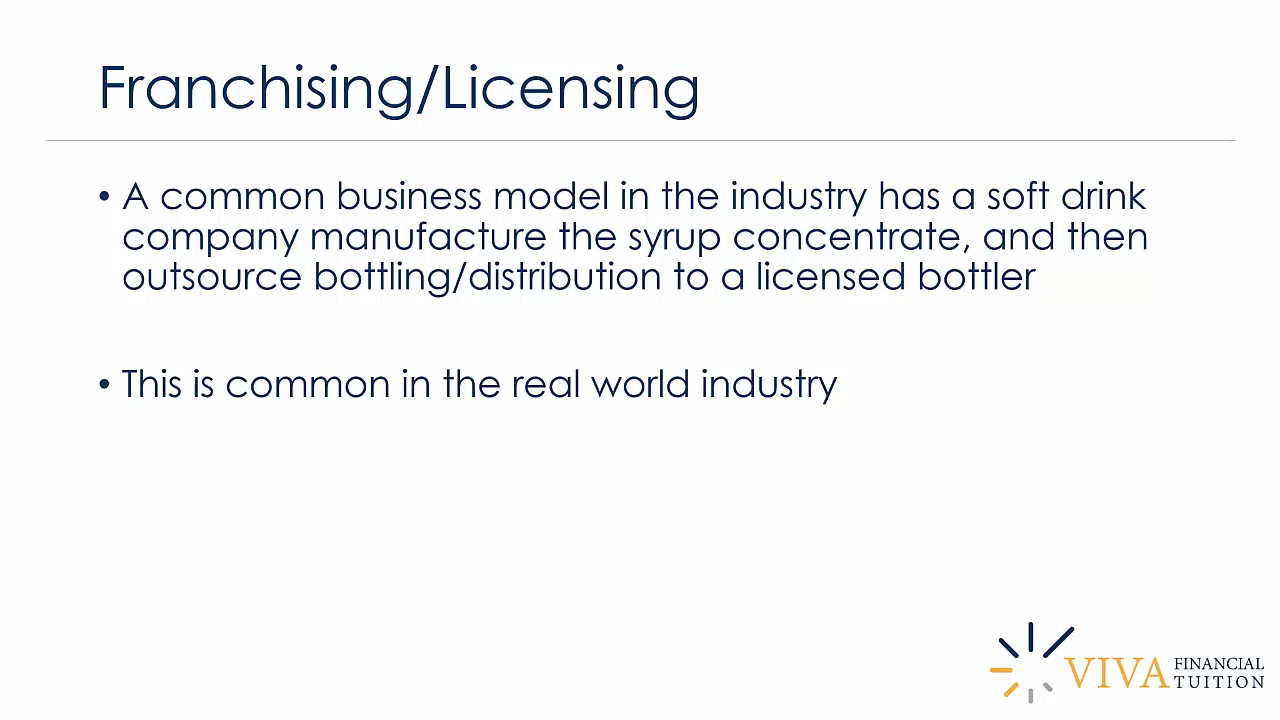 Franchising/Licensing
• A common business model in the industry has a soft drink
company manufacture the syrup concentrate, and then
outsource bottling/distribution to a licensed bottler
• This is common in the real world industry
VIVA FINANCIAL
TUITION